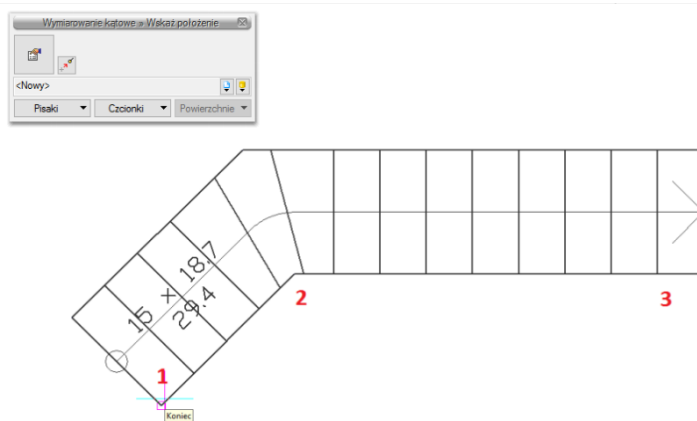 Wymiarowanie kątowe » Wskaż położenie
<Nowy>
Pisaki Czcionki Powierzchnie
15 x 18.7
29.4
1
2
3
Koniec